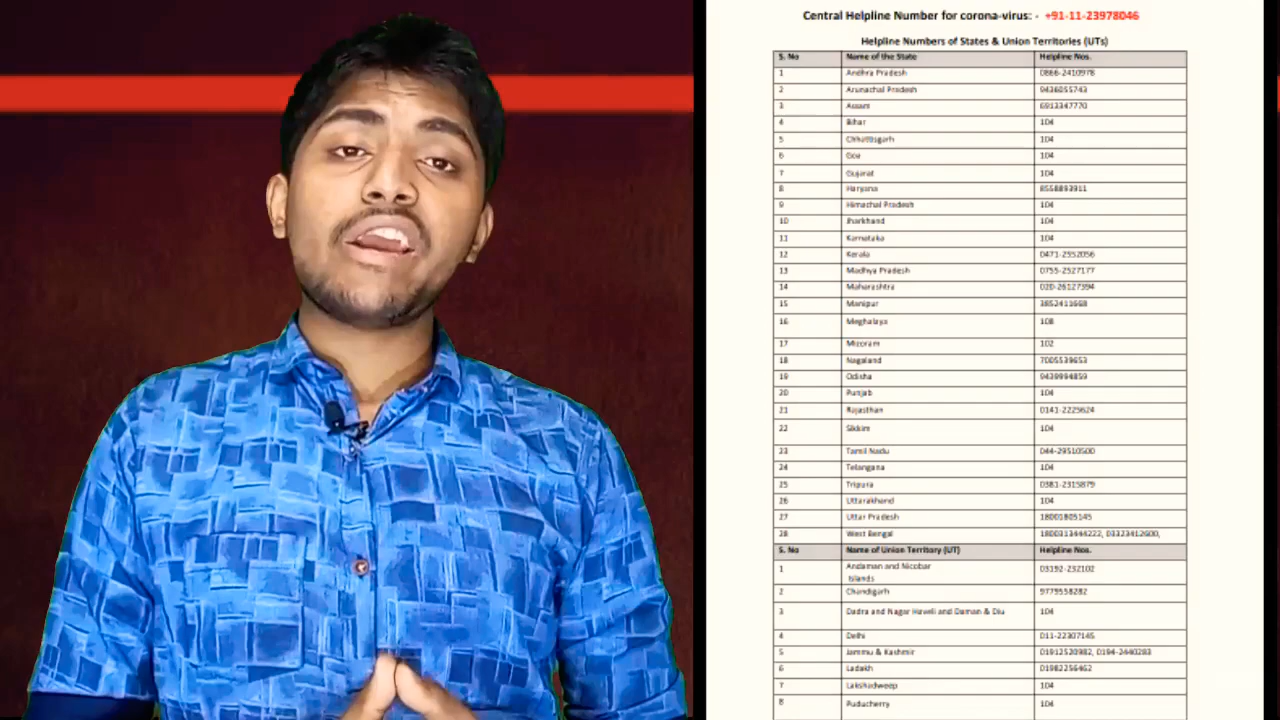 Central Helpline Number for corona-virus: - +91-11-23978046
Helpline Numbers of States & Union Territories (UTs)
S. No Name of the State Helpline Nos.
1 Andhra Pradesh 0866-2410978
2 Arunachal Pradesh 9436055743
3 Assam 6913347770
4 Bihar 104
5 Chhattisgarh 104
6 Goa 104
7 Gujarat 104
8 Haryana 8558893911
9 Himachal Pradesh 104
10 Jharkhand 104
11 Karnataka 104
12 Kerala 0471-2552056
13 Madhya Pradesh 0755-2527177
14 Maharashtra 020-26127394
15 Manipur 3852411668
16 Meghalaya 108
17 Mizoram 102
18 Nagaland 7005539653
19 Odisha 9439994859
20 Punjab 104
21 Rajasthan 0141-2225624
22 Sikkim 104
23 Tamil Nadu 044-29510500
24 Telangana 104
25 Tripura 0381-2315879
26 Uttarakhand 104
27 Uttar Pradesh 18001805145
28 West Bengal 1800313444222, 03323412600,
S. No Name of Union Territory (UT) Helpline Nos.
1 Andaman and Nicobar 03192-232102
Islands
2 Chandigarh 9779558282
3 Dadra and Nagar Haveli and Daman & Diu 104
4 Delhi 011-22307145
5 Jammu & Kashmir 01912520982, 0194-2440283
6 Ladakh 01982256462
7 Lakshadweep 104
8 Puducherry 104